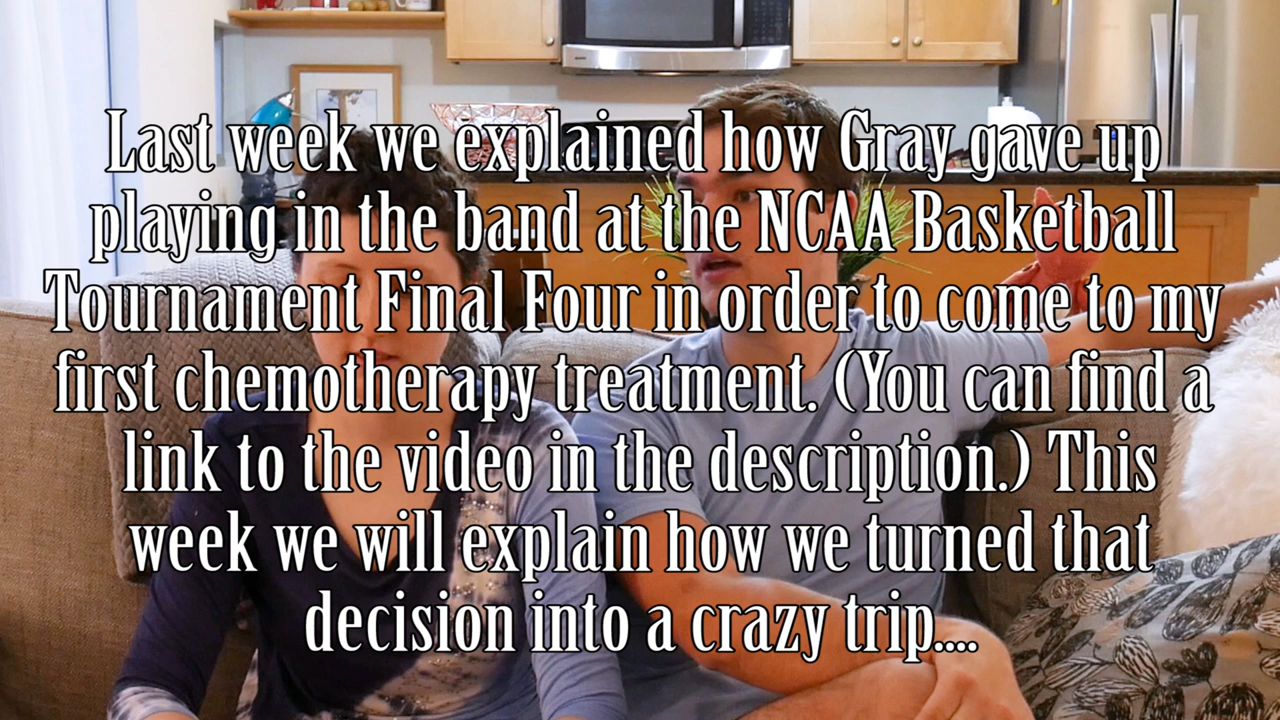 Last week we explained how Gray gave up
playing in the band at the NCAA Basketball
Tournament Final Four in order to come to my
first chemotherapy treatment. (You can find a
link to the video in the description.) This
week we will explain how we turned that
decision into a crazy trip....